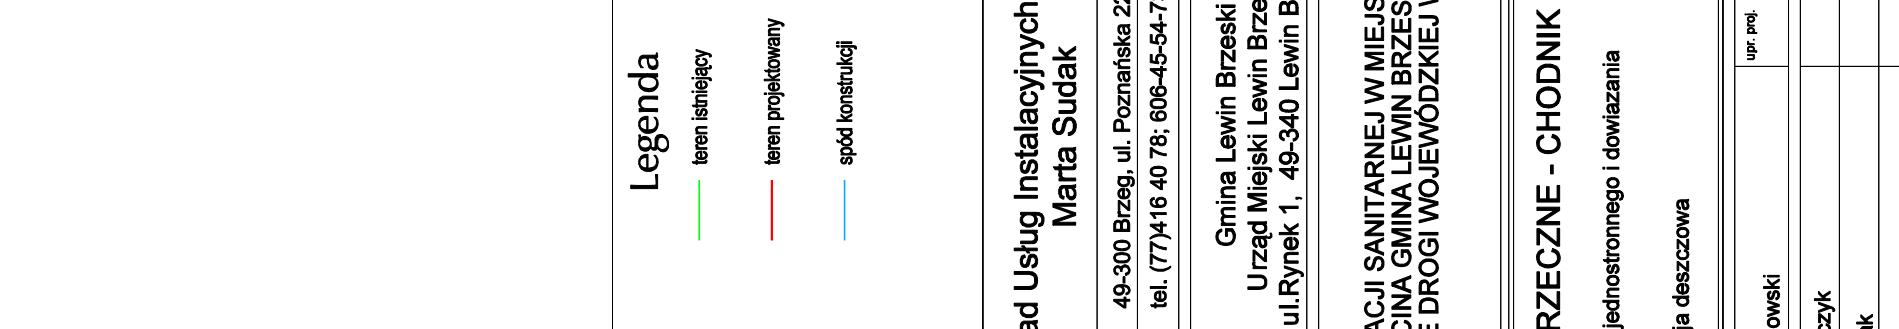 Legenda
teren istniejący
teren projektowany
spód konstrukcji
ad Usług Instalacyjnych
Marta Sudak
49-300 Brzeg, ul. Poznańska 22
tel. (77)416 40 78; 606-45-54-7
Gmina Lewin Brzeski
Urząd Miejski Lewin Brze
ul.Rynek 1, 49-340 Lewin B
ACJI SANITARNEJ W MIEJS
CINA GMINA LEWIN BRZES
E DROGI WOJEWÓDZKIEJ
RZECZNE - CHODNIK
jednostronnego i dowiazania
ja deszczowa
upr. proj.
owski
czyk
ak